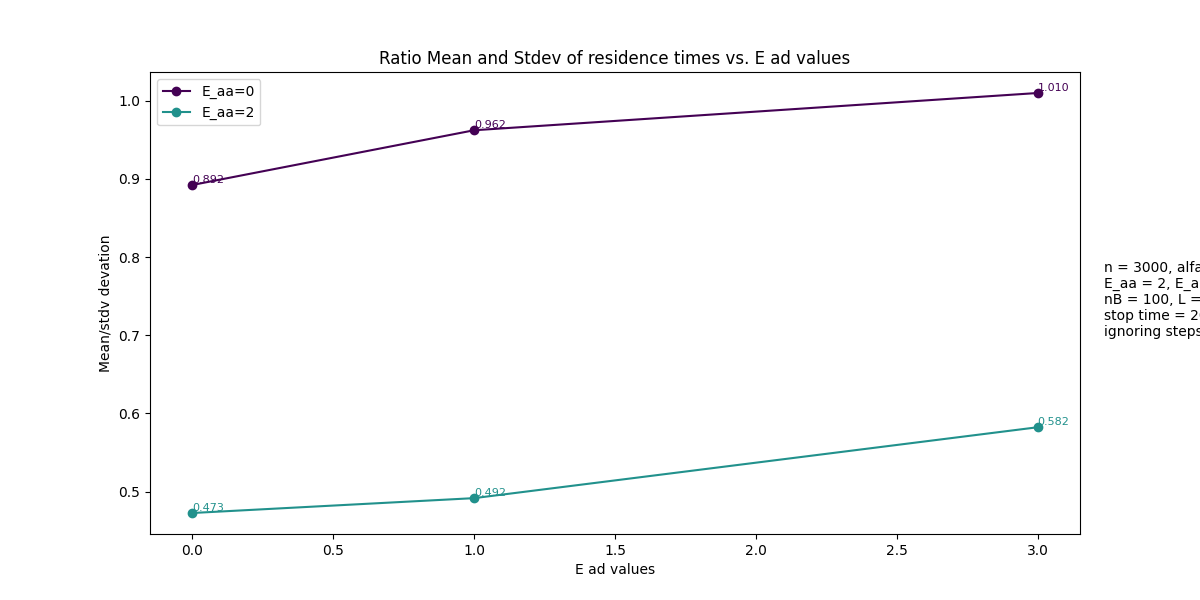 Ratio Mean and Stdev of residence times vs. E ad values
E_aa=0
E_aa=2
1.0
0.9
0.8
0.7
0.6
0.5
Mean/stdv devation
0.892
0.962
1.010
0.473
0.492
0.582
0.0
0.5
1.0
1.5
2.0
2.5
3.0
E ad values
n = 3000, alfa
E_aa = 2, E_a
nB = 100, L =
stop time = 2
ignoring steps